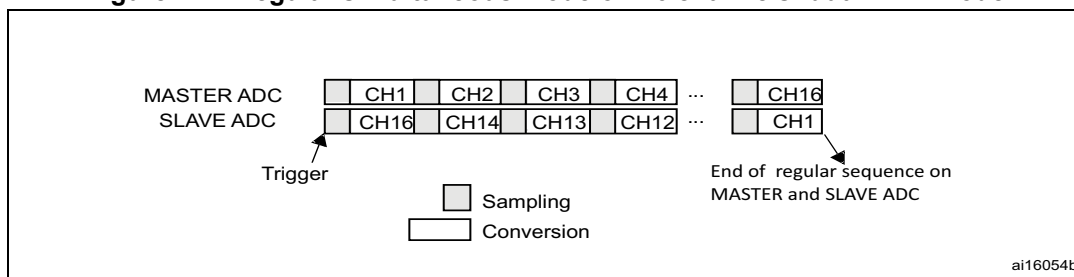 MASTER ADC CH1 CH2 CH3 CH4 ... CH16
SLAVE ADC CH16 CH14 CH13 CH12 ... CH1
Trigger
End of regular sequence on
MASTER and SLAVE ADC
Sampling
Conversion
ai16054b